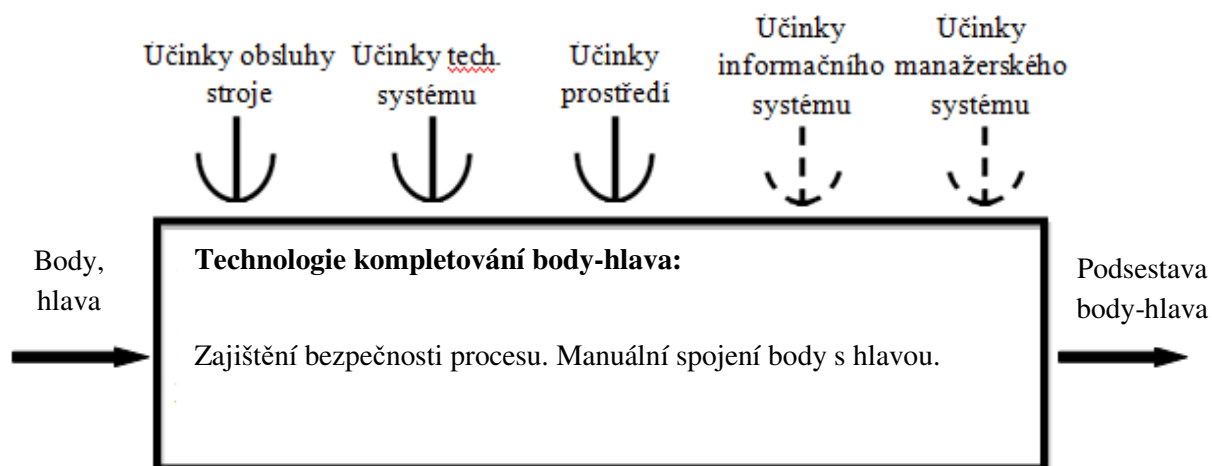 Účinky obsluhy
stroje
Účinky tech.
systému
Účinky
prostředí
Účinky
informačního
systému
Účinky
manažerského
systému
Body,
hlava
Technologie kompletování body-hlava:
Zajištění bezpečnosti procesu. Manuální spojení body s hlavou.
Podsestava
body-hlava